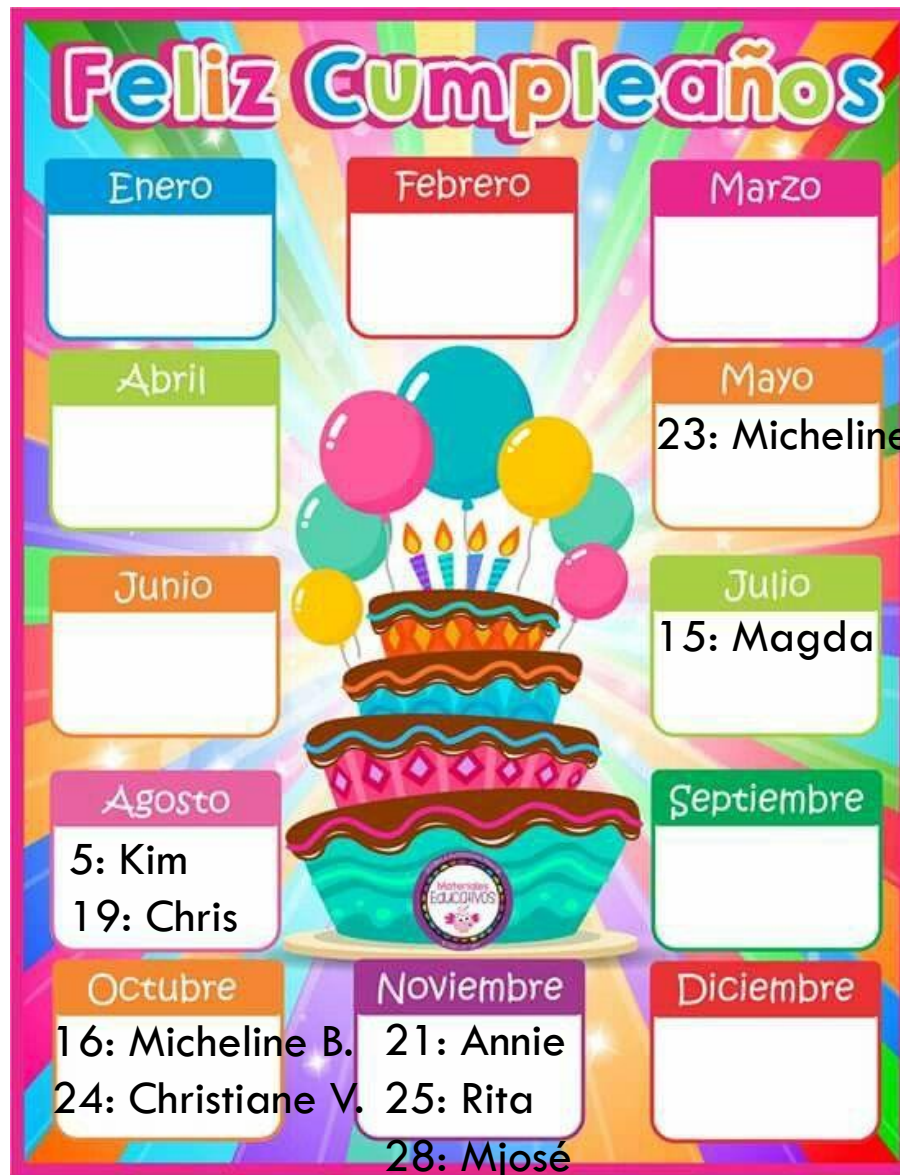 Feliz Cumpleaños
Enero
Febrero
Marzo
Abril
Mayo
23: Micheline
Junio
Julio
15: Magda
Agosto
5: Kim
19: Chris
Septiembre
Materiales
Educativos
Octubre
16: Micheline B.
24: Christiane V.
Noviembre
21: Annie
25: Rita
28: Mjosé
Diciembre